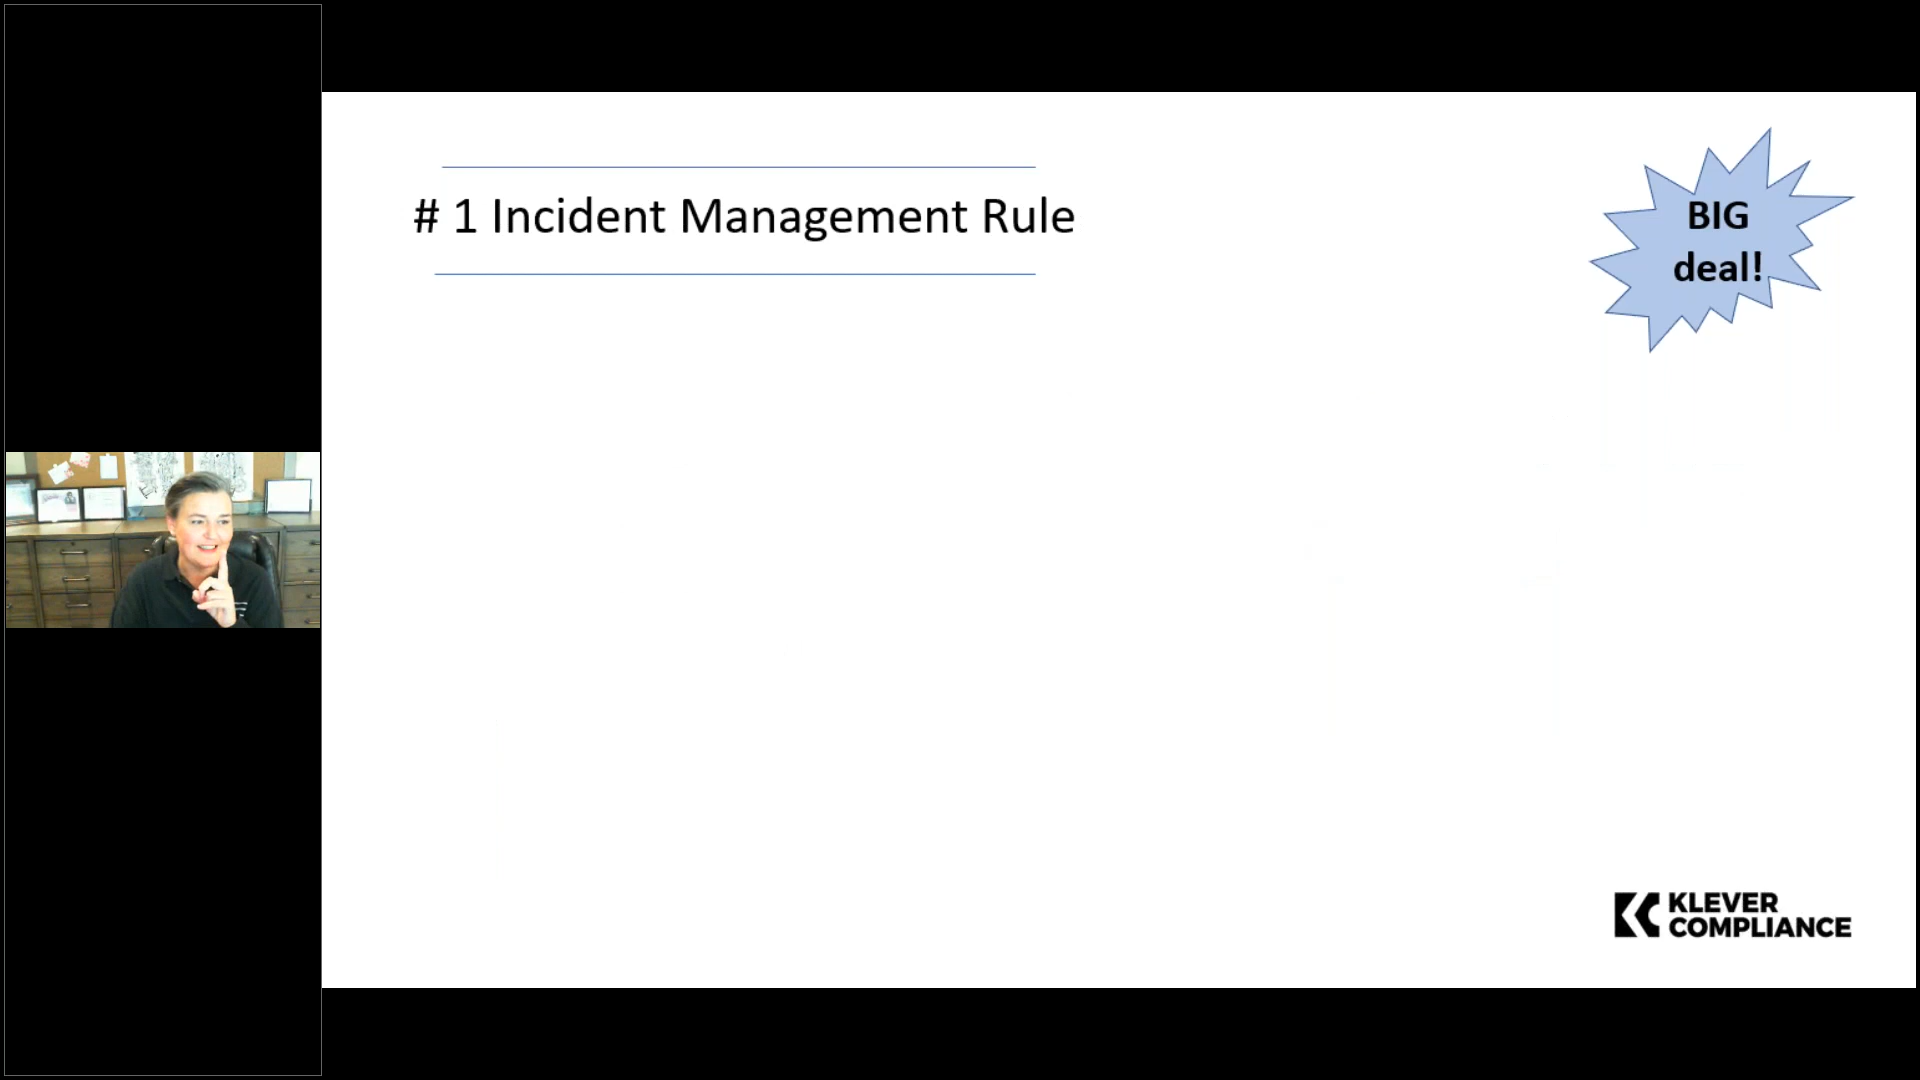 # 1 Incident Management Rule
BIG
deal!
KLEVER
COMPLIANCE